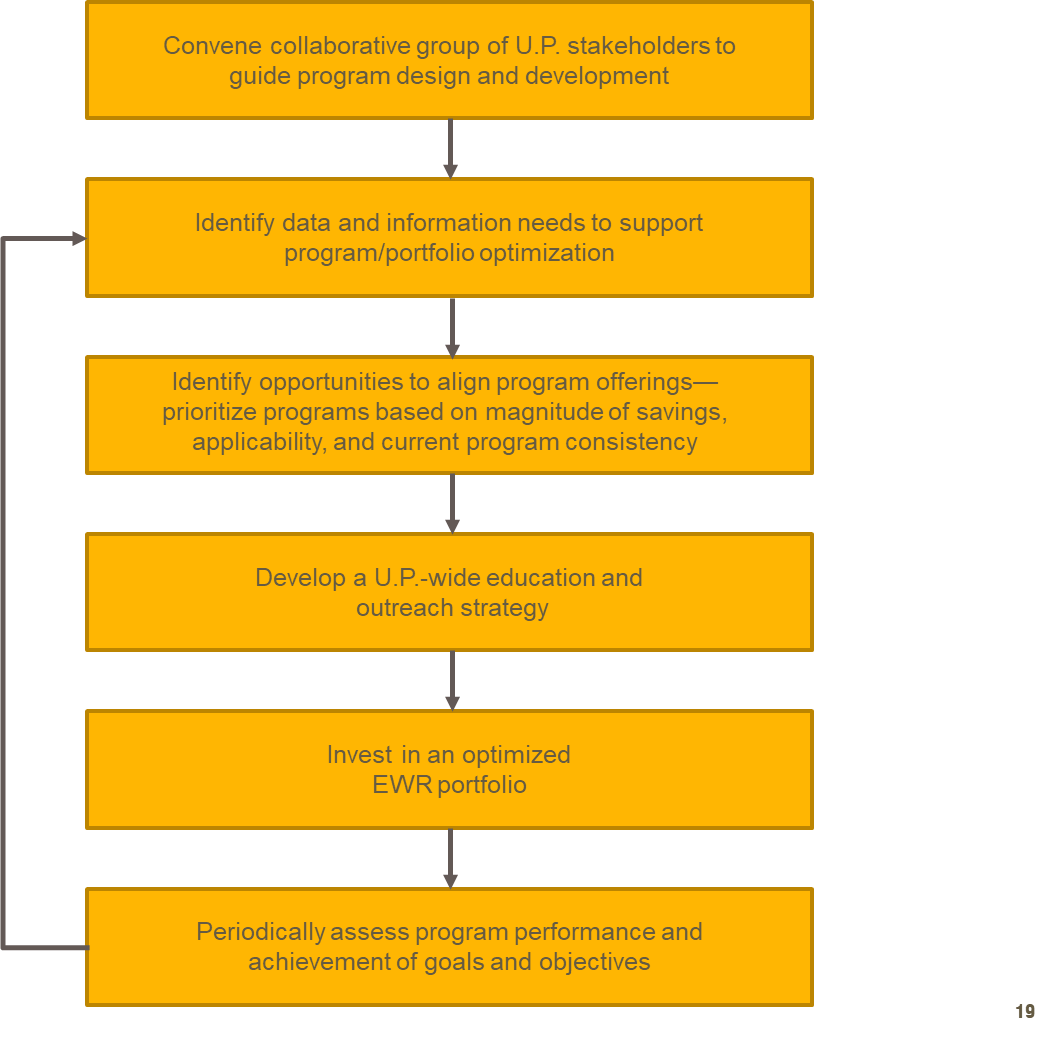 Convene collaborative group of U.P. stakeholders to
guide program design and development
Identify data and information needs to support
program/portfolio optimization
Identify opportunities to align program offerings—
prioritize programs based on magnitude of savings,
applicability, and current program consistency
Develop a U.P.-wide education and
outreach strategy
Invest in an optimized
EWR portfolio
Periodically assess program performance and
achievement of goals and objectives
19